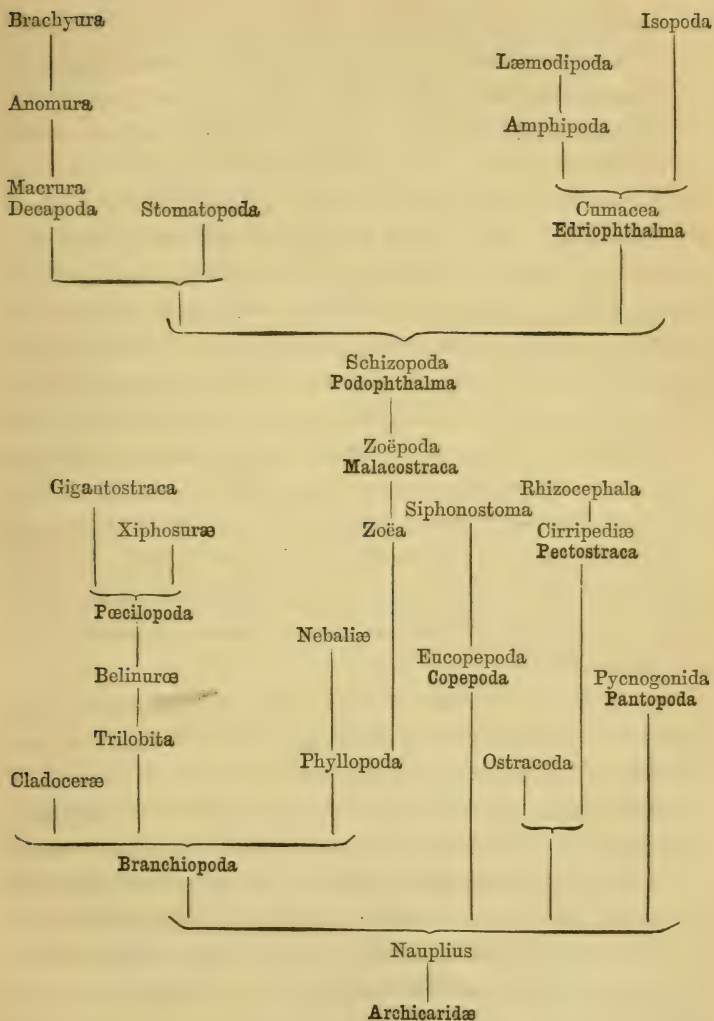 Brachyura
Isopoda
Læmodipoda
Anomura
Amphipoda
Macrura
Decapoda
Stomatopoda
Cumacea
Edriophthalma
Schizopoda
Podophthalma
Zoëpoda
Malacostraca
Gigantostraca
Xiphosuræ
Zoëa
Siphonostoma
Rhizocephala
Cirripediæ
Pectostraca
Pœcilopoda
Nebaliæ
Belinuræ
Eucopepoda
Copepoda
Pycnogonida
Pantopoda
Trilobita
Phyllopoda
Ostracoda
Cladoceræ
Branchiopoda
Nauplius
Archicaridæ